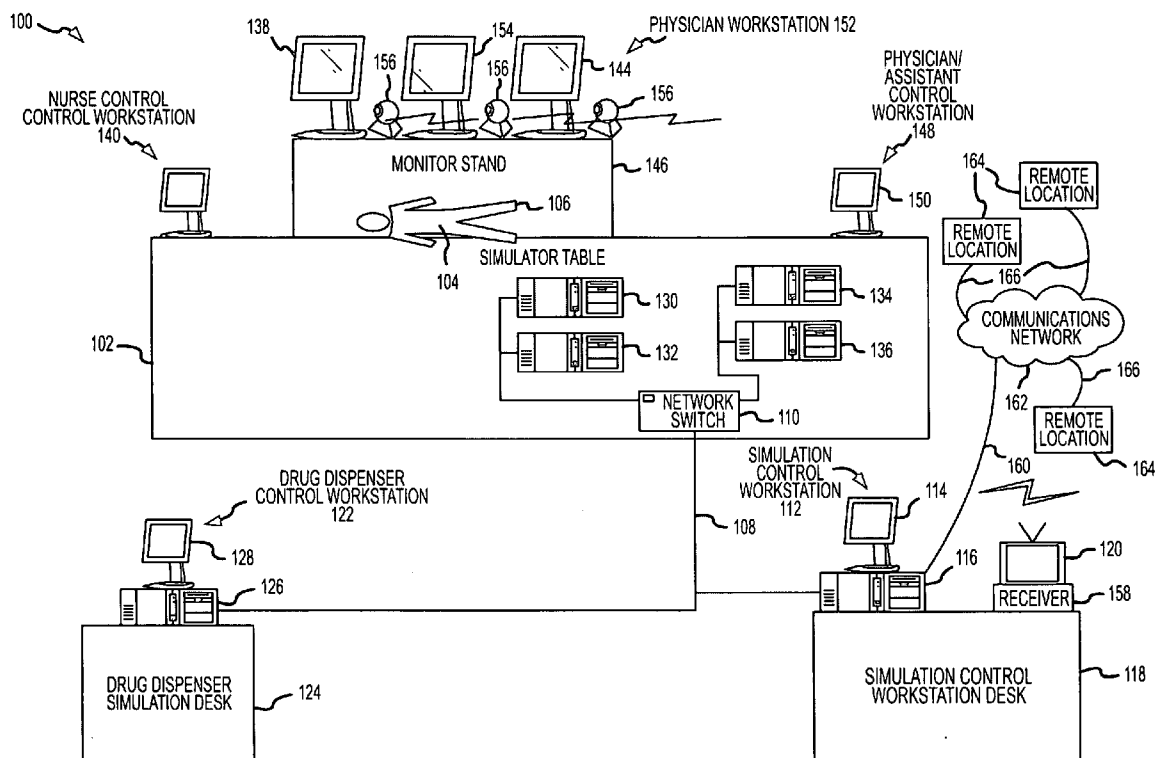 100
138
154
PHYSICIAN WORKSTATION 152
144
156
156
156
NURSE CONTROL
CONTROL WORKSTATION
140
PHYSICIAN/
ASSISTANT
CONTROL
WORKSTATION
148
MONITOR STAND
146
150
164
REMOTE
LOCATION
REMOTE
LOCATION
106
104
SIMULATOR TABLE
166
130
134
132
136
COMMUNICATIONS
NETWORK
102
NETWORK
SWITCH
110
162
166
REMOTE
LOCATION
164
160
DRUG DISPENSER
CONTROL WORKSTATION
122
SIMULATION
CONTROL
WORKSTATION
112
114
108
128
126
116
120
RECEIVER
158
DRUG DISPENSER
SIMULATION DESK
124
SIMULATION CONTROL
WORKSTATION DESK
118